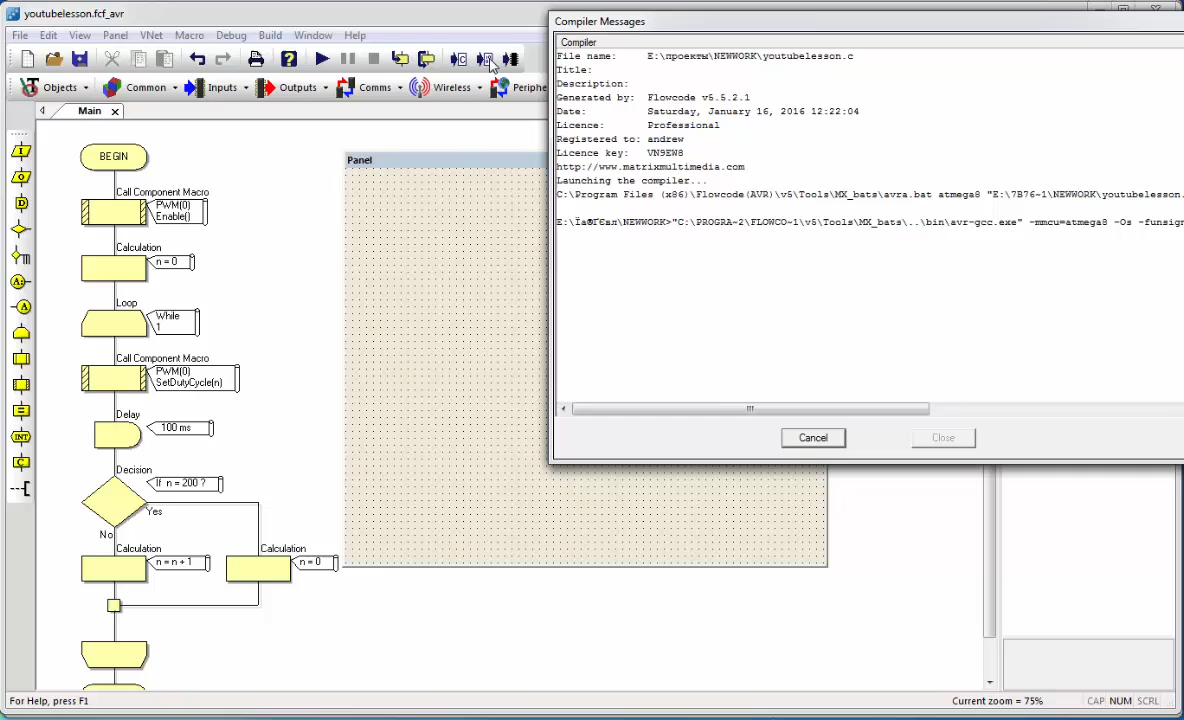 youtubelesson.fcf_avr
File Edit View Panel VNet Macro Debug Build Window Help
Objects Common Inputs Outputs Comms Wireless Periphe
Main
BEGIN
Call Component Macro
PWM(0)
Enable()
Calculation
n = 0
Loop
While
1
Call Component Macro
PWM(0)
SetDutyCycle(n)
Delay
100 ms
Decision
If n = 200 ?
Yes
No
Calculation
n = n + 1
Calculation
n = 0
Panel
Compiler Messages
Compiler
File name: E:\проекты\NEWWORK\youtubelesson.c
Title:
Description:
Generated by: Flowcode v5.5.2.1
Date: Saturday, January 16, 2016 12:22:04
Licence: Professional
Registered to: andrew
Licence key: VN9EW8
http://www.matrixmultimedia.com
Launching the compiler...
C:\Program Files (x86)\Flowcode(AVR)\v5\Tools\MX_bats\avra.bat atmega8 "E:\7B76~1\NEWWORK\youtubelesson.
\NEWWORK>"C:\PROGRA~2\FLOWCO~1\v5\Tools\MX_bats\..\bin\avr-gcc.exe" -mmcu=atmega8 -Os -funsign
Cancel Close
For Help, press F1
Current zoom = 75%
CAP NUM SCRL